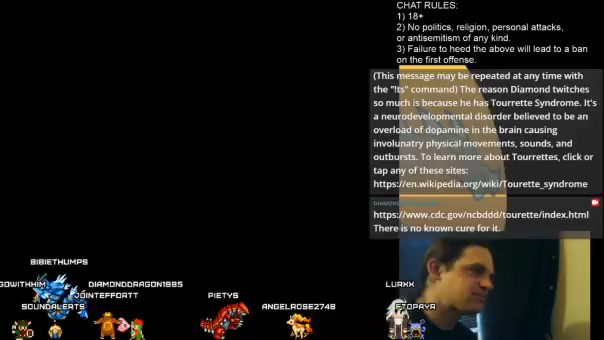 CHAT RULES:
1) 18+
2) No politics, religion, personal attacks,
or antisemitism of any kind.
3) Failure to heed the above will lead to a ban
on the first offense.
(This message may be repeated at any time with
the "!ts" command) The reason Diamond twitches
so much is because he has Tourrette Syndrome. It's
a neurodevelopmental disorder believed to be an
overload of dopamine in the brain causing
involunatry physical movements, sounds, and
outbursts. To learn more about Tourrettes, click or
tap any of these sites:
https://en.wikipedia.org/wiki/Tourette_syndrome
https://www.cdc.gov/ncbddd/tourette/index.html
There is no known cure for it.
BIBIETHUMPS
GOWITHHIM
DIAMONDDRAGON1985
LURXX
JOINTEFFORTT
PIETYS
SOUNDALERTS
ANGELROSE2748
FTOPAYR